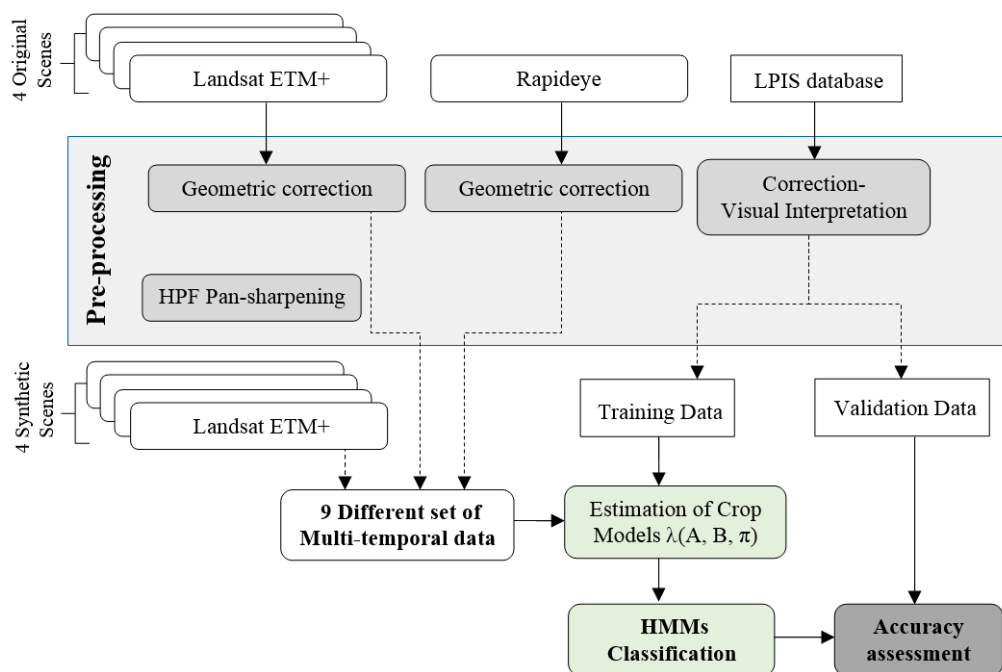 4 Original
Scenes
Landsat ETM+
Rapideye
LPIS database
Pre-processing
Geometric correction
Geometric correction
Correction-
Visual Interpretation
HPF Pan-sharpening
4 Synthetic
Scenes
Landsat ETM+
Training Data
Validation Data
9 Different set of
Multi-temporal data
Estimation of Crop
Models λ(A, B, π)
HMMs
Classification
Accuracy
assessment